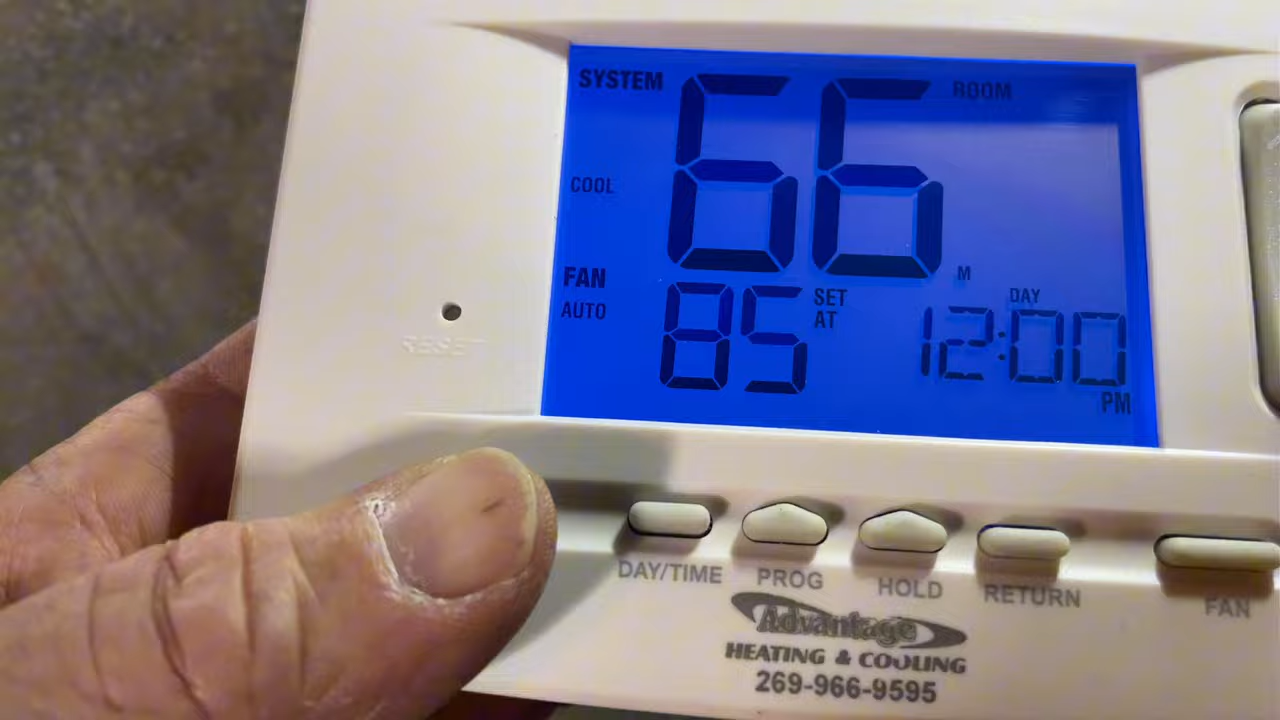 SYSTEM 66 ROOM
COOL
M
FAN
AUTO
85 SET AT
DAY
12:00
PM
RESET
DAY/TIME PROG HOLD RETURN FAN
Advantage
HEATING & COOLING
269-966-9595